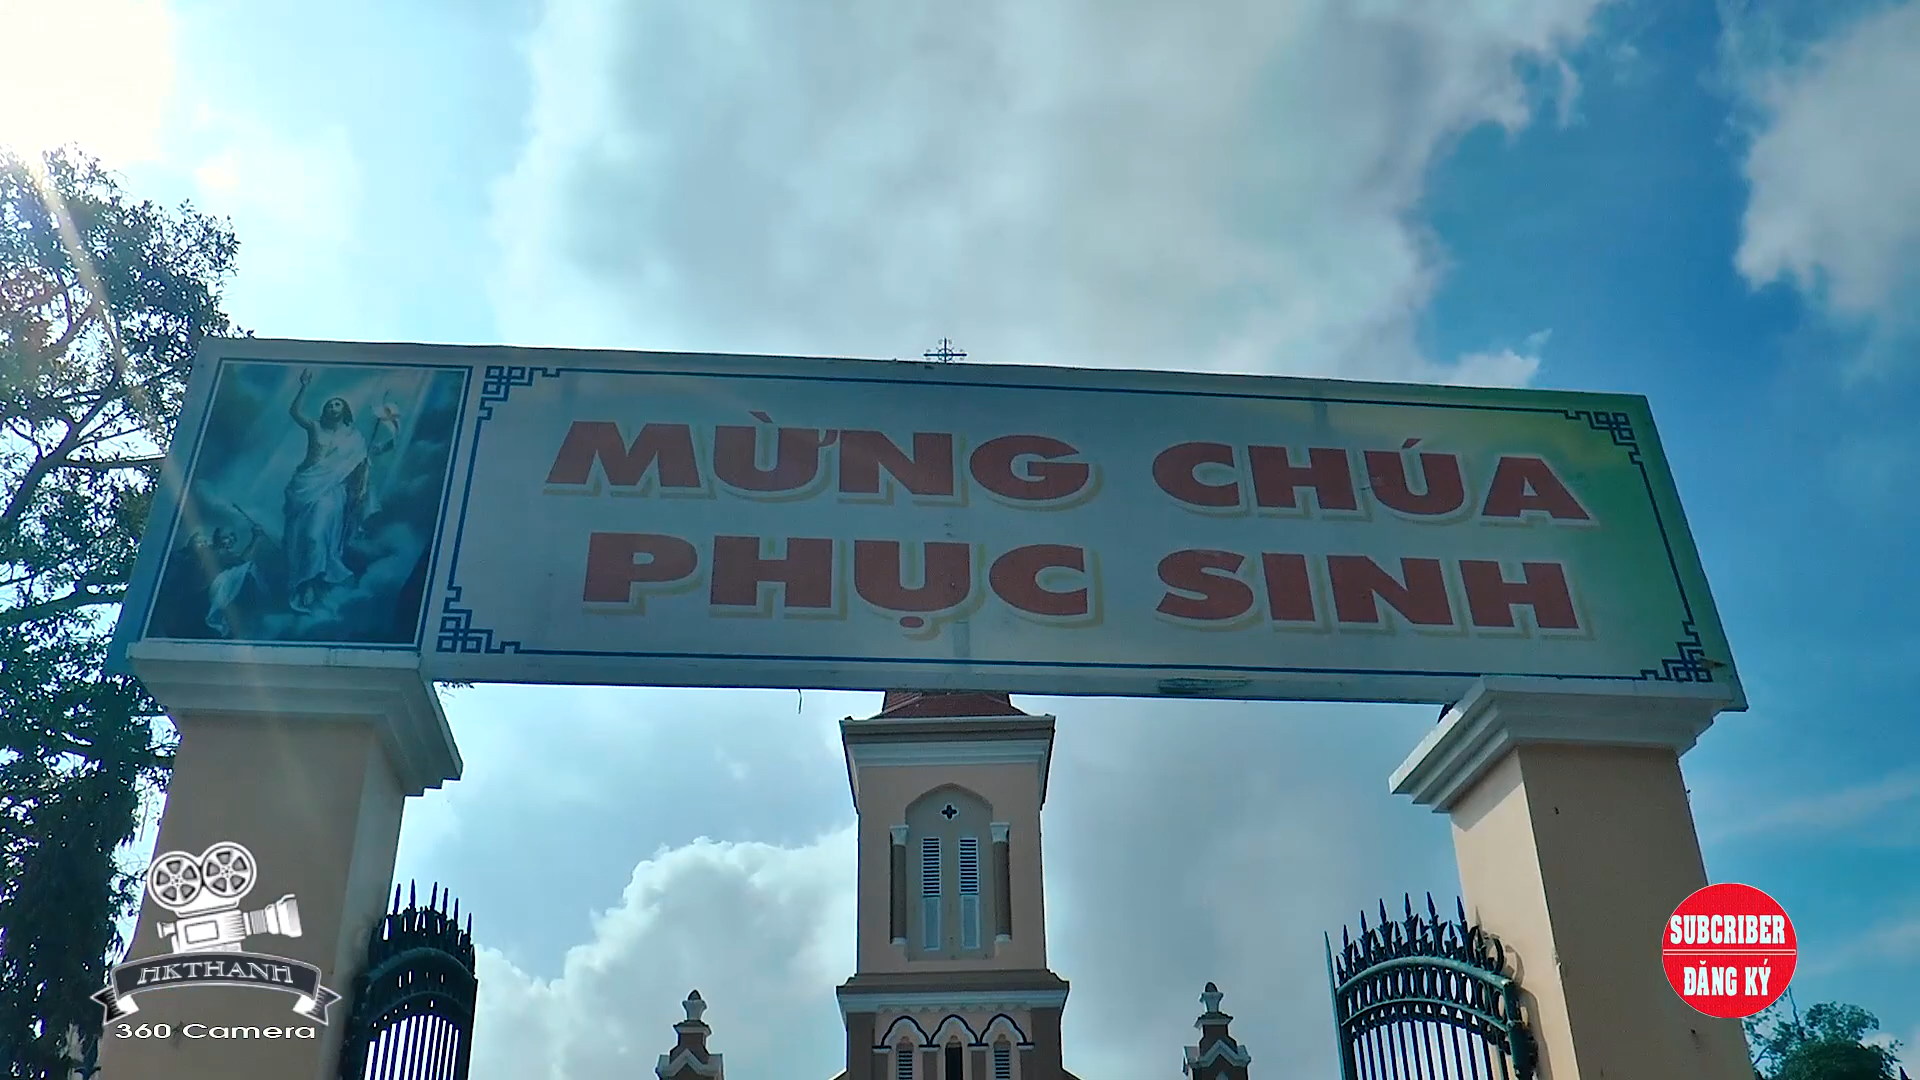 MỪNG CHÚA
PHỤC SINH
HKTHANH
360 Camera
SUBCRIBER
ĐĂNG KÝ